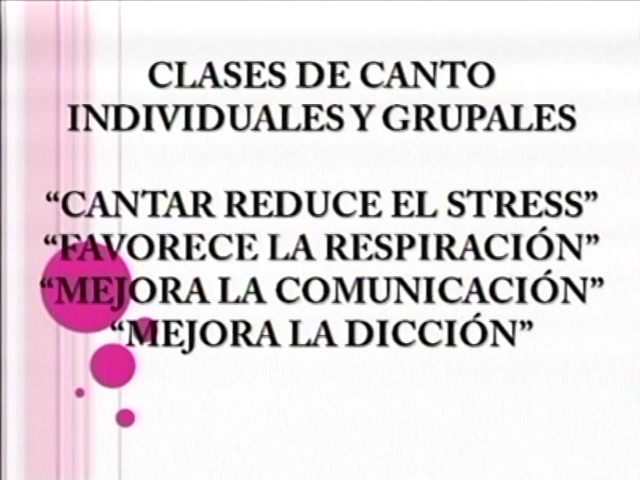 CLASES DE CANTO
INDIVIDUALES Y GRUPALES
“CANTAR REDUCE EL STRESS”
“FAVORECE LA RESPIRACIÓN”
“MEJORA LA COMUNICACIÓN”
“MEJORA LA DICCIÓN”